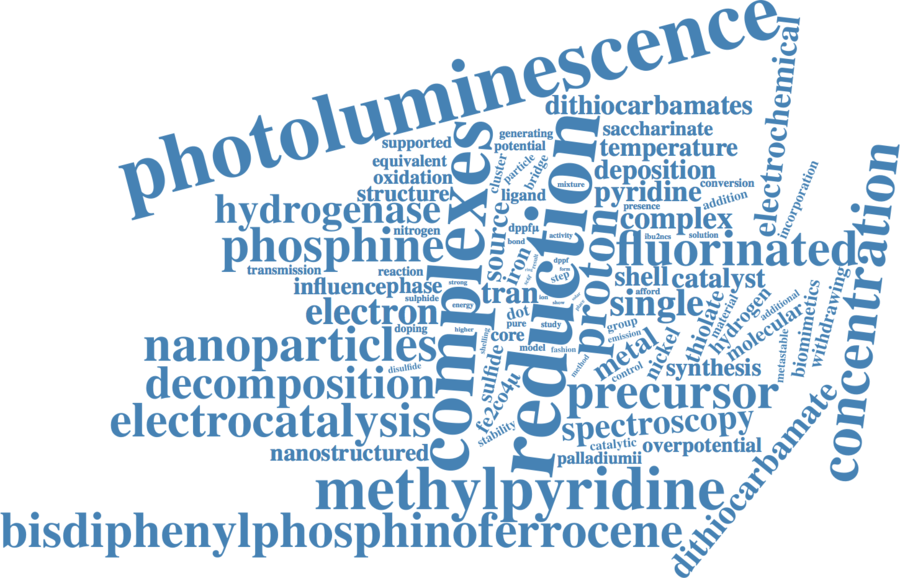 photoluminescence
electrochemical
dithiocarbamates
supported
generating
potential
saccharinate
temperature
equivalent
complexes
reduction
cluster
particle
bridge
deposition
oxidation
structure
ligand
mixture
pyridine
conversion
incorporation
concentration
hydrogenase
nitrogen
source
dppfµ
bond
activity
proton
presence
addition
complex
ibu2ncs
solution
phosphine
fluorinated
transmission
reaction
iron
dppf
form
step
shell
catalyst
influencephase
strong
sulphide
tran
ion
show
afford
single
electron
energy
dot
pure
study
thiolate
material
hydrogen
additional
biomimetics
withdrawing
doping
higher
core
group
emission
nanoparticles
shelling
model
fashion
metal
nickel
molecular
metastable
disulfide
sulfide
method
control
synthesis
decomposition
fe2co4µ
precursor
electrocatalysis
stability
spectroscopy
nanostructured
catalytic
overpotential
palladiumii
dithiocarbamate
methylpyridine
bisdiphenylphosphinoferrocene